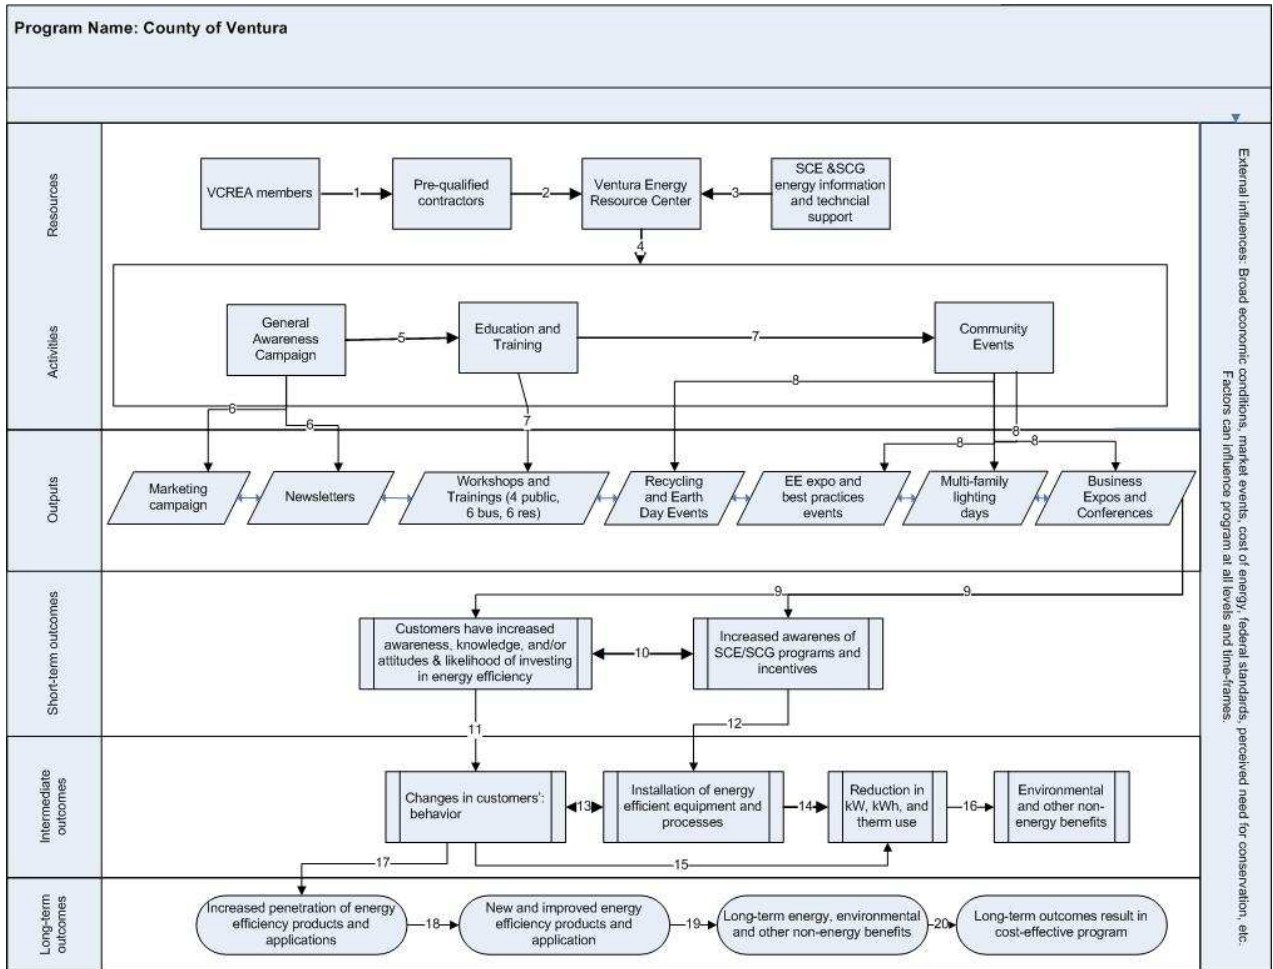 Program Name: County of Ventura
Resources
VCREA members
1
Pre-qualified
contractors
2
Ventura Energy
Resource Center
3
SCE &SCG
energy information
and techncial
support
4
Activities
General
Awareness
Campaign
5
Education and
Training
7
Community
Events
6
6
7
8
8
8
8
Outputs
Marketing
campaign
Newsletters
Workshops and
Trainings (4 public,
6 bus, 6 res)
Recycling
and Earth
Day Events
EE expo and
best practices
events
Multi-family
lighting
days
Business
Expos and
Conferences
9
9
Short-term outcomes
Customers have increased
awareness, knowledge, and/or
attitudes & likelihood of investing
in energy efficiency
10
Increased awarenes of
SCE/SCG programs and
incentives
11
12
Intermediate
outcomes
Changes in customers’:
behavior
13
Installation of energy
efficient equipment and
processes
14
Reduction in
kW, kWh, and
therm use
16
Environmental
and other non-
energy benefits
17
15
Long-term
outcomes
Increased penetration of energy
efficiency products and
applications
18
New and improved energy
efficiency products and
application
19
Long-term energy, environmental
and other non-energy benefits
20
Long-term outcomes result in
cost-effective program
External influences: Broad economic conditions, market events, cost of energy, federal standards, perceived need for conservation, etc.
Factors can influence program at all levels and time-frames.